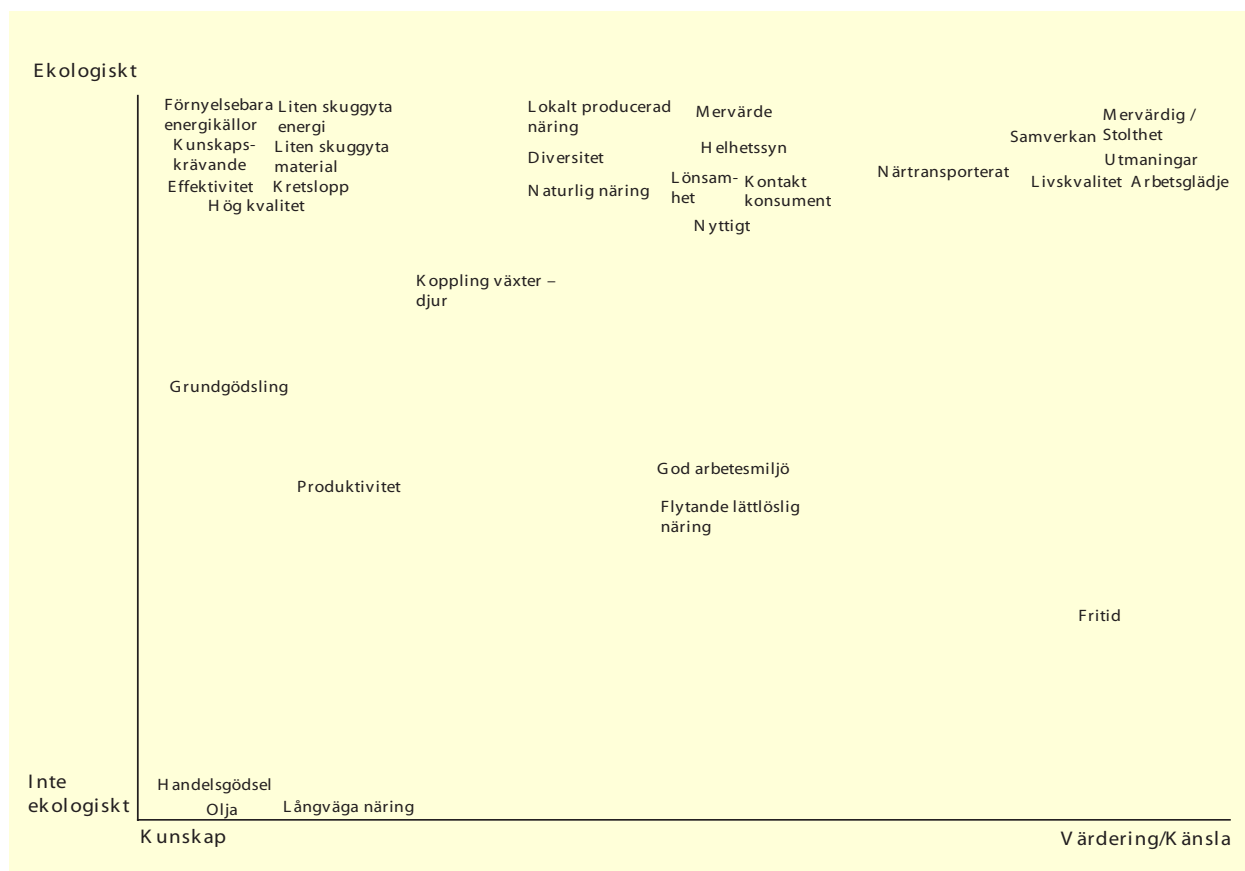 Ekologiskt
Förnyelsebara
energikällor
Liten skuggyta
energi
Kunskaps-
krävande
Liten skuggyta
material
Effektivitet
Kretslopp
Hög kvalitet
Lokalt producerad
näring
Diversitet
Naturlig näring
Mervärde
Helhetssyn
Lönsam-
het
Kontakt
konsument
Nyttigt
Närtransporterat
Samverkan
Mervärdig /
Stolthet
Utmaningar
Livskvalitet
Arbetsglädje
Koppling växter –
djur
Grundgödsling
Produktivitet
God arbetesmiljö
Flytande lättlöslig
näring
Fritid
Inte
ekologiskt
Handelsgödsel
Olja
Långväga näring
Kunskap
Värdering/Känsla